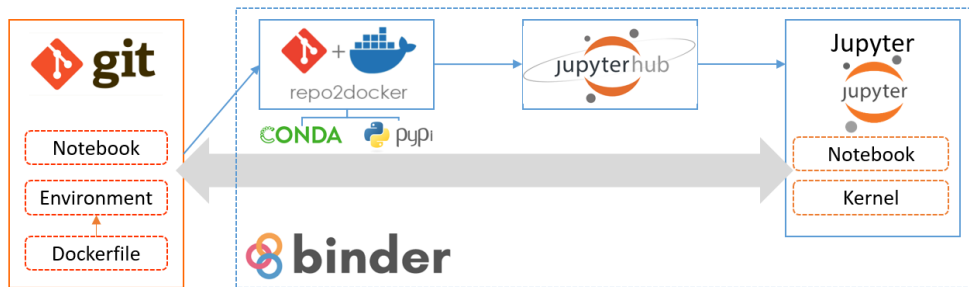 git
Notebook
Environment
Dockerfile
+
repo2docker
CONDA
pypi
jupyterhub
Jupyter
jupyter
Notebook
Kernel
binder